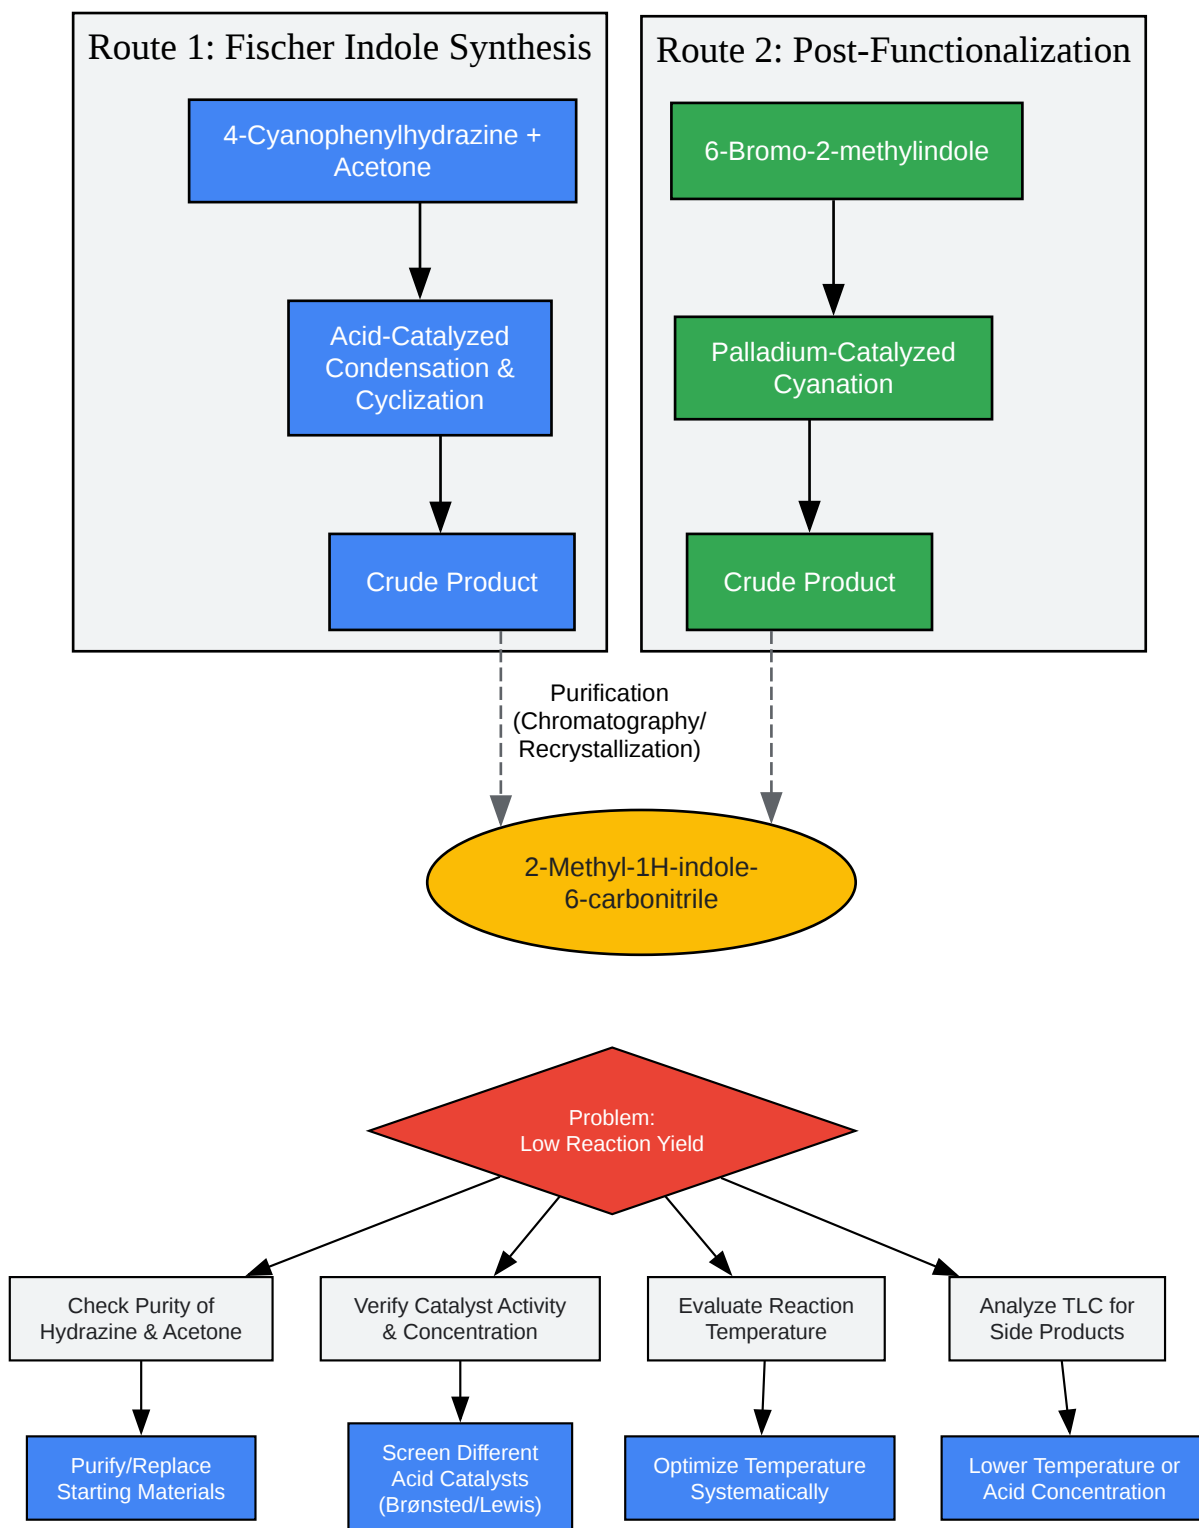 Route 1: Fischer Indole Synthesis
4-Cyanophenylhydrazine +
Acetone
Acid-Catalyzed
Condensation &
Cyclization
Crude Product
Route 2: Post-Functionalization
6-Bromo-2-methylindole
Palladium-Catalyzed
Cyanation
Crude Product
Purification
(Chromatography/
Recrystallization)
2-Methyl-1H-indole-
6-carbonitrile
Problem:
Low Reaction Yield
Check Purity of
Hydrazine & Acetone
Verify Catalyst Activity
& Concentration
Evaluate Reaction
Temperature
Analyze TLC for
Side Products
Purify/Replace
Starting Materials
Screen Different
Acid Catalysts
(Brønsted/Lewis)
Optimize Temperature
Systematically
Lower Temperature or
Acid Concentration